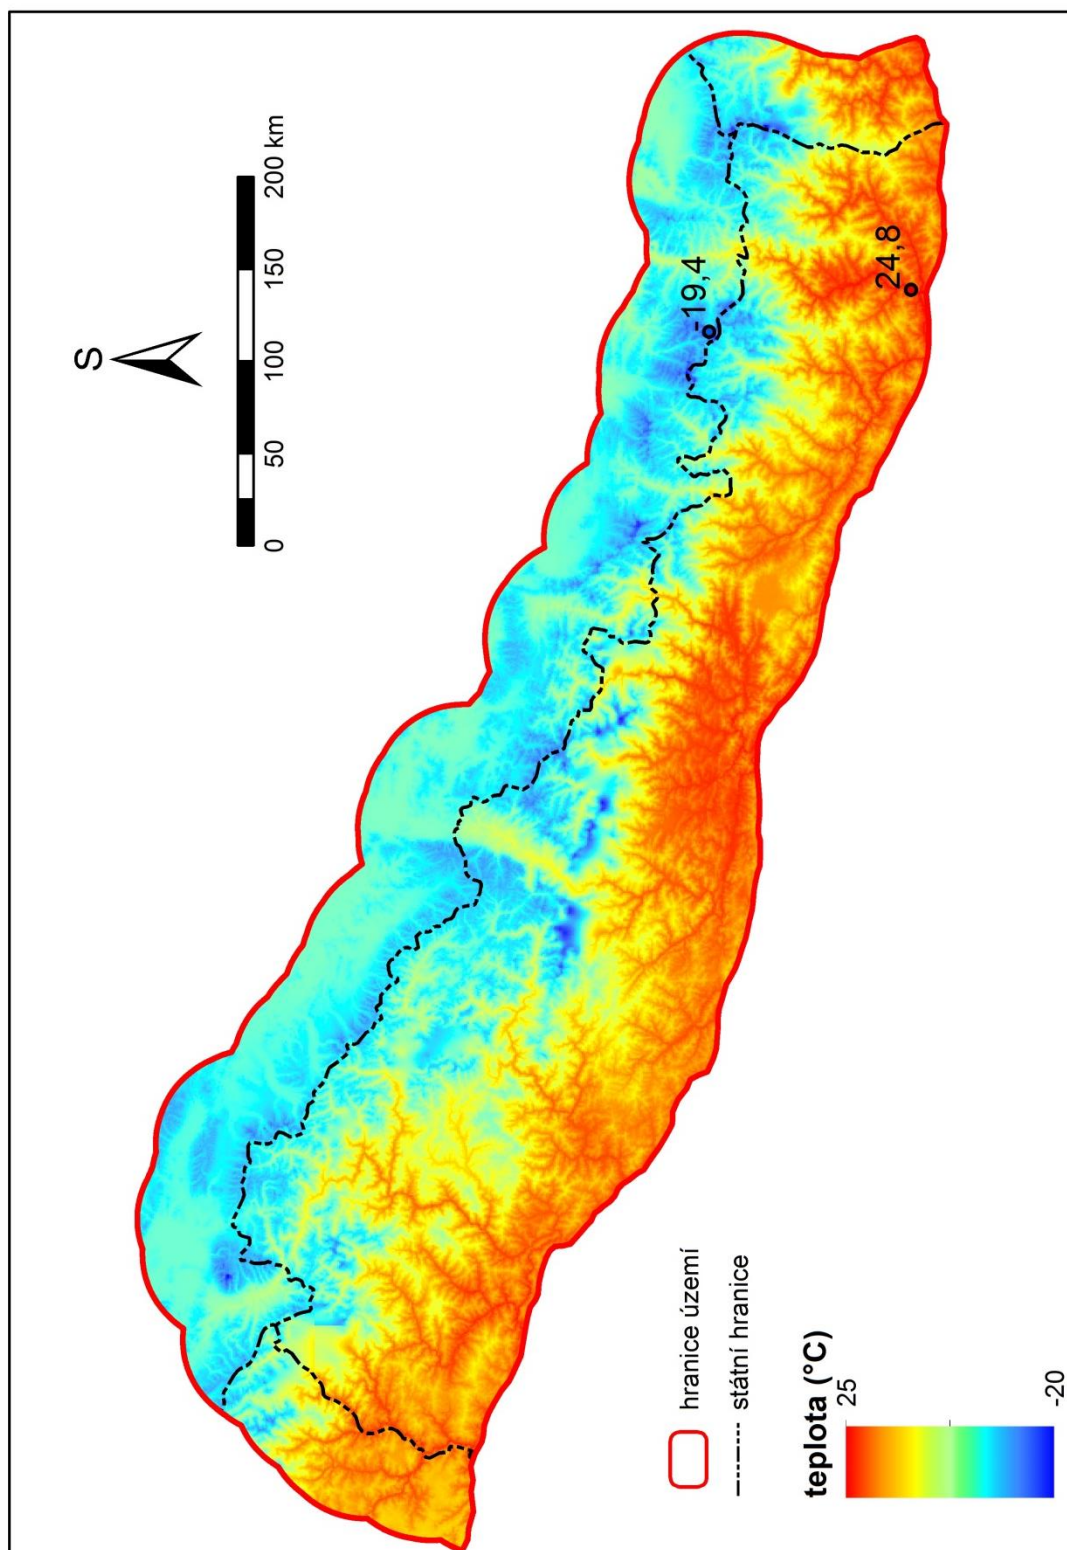 S
0 50 100 150 200 km
-19,4
24,8
hranice území
státní hranice
teplota (°C)
25
-20